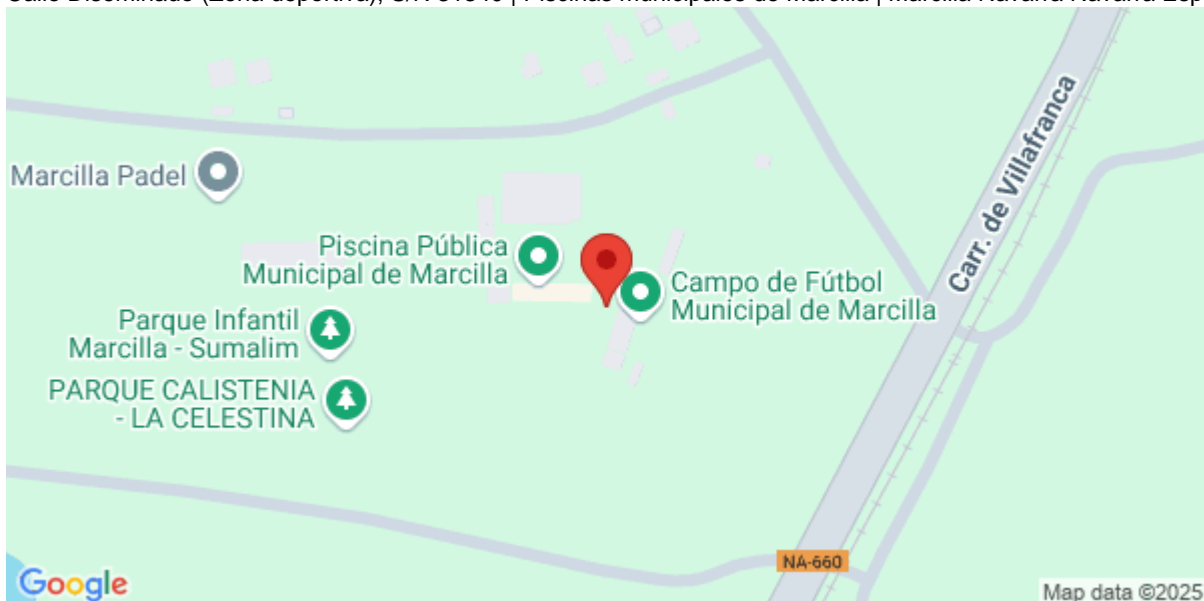 Marcilla Padel
Piscina Pública
Municipal de Marcilla
Campo de Fútbol
Municipal de Marcilla
Parque Infantil
Marcilla - Sumalim
PARQUE CALISTENIA
- LA CELESTINA
Carr. de Villafranca
NA-660
Google
Map data ©2025